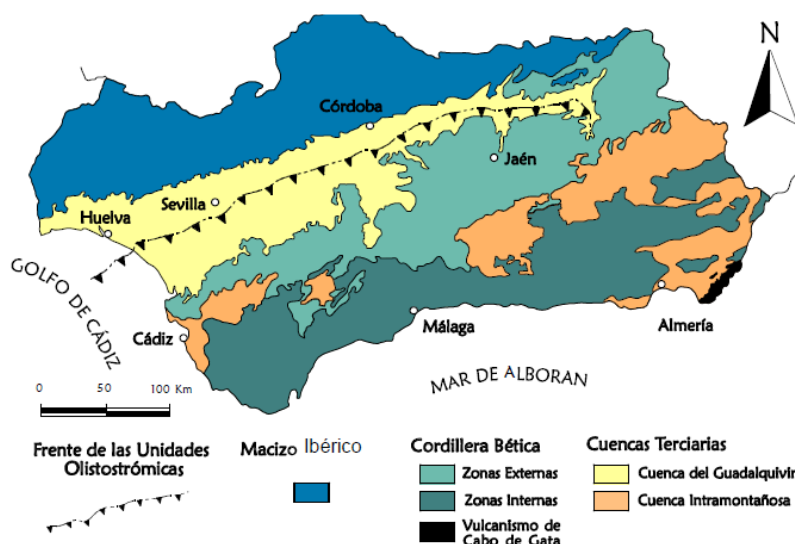 N
Córdoba
Jaén
Sevilla
Huelva
GOLFO DE CÁDIZ
Cádiz
Málaga
Almería
MAR DE ALBORAN
0 50 100 Km
Frente de las Unidades
Olistostrómicas
Macizo Ibérico
Cordillera Bética
Zonas Externas
Zonas Internas
Vulcanismo de
Cabo de Gata
Cuencas Terciarias
Cuenca del Guadalquivir
Cuenca Intramontañosa